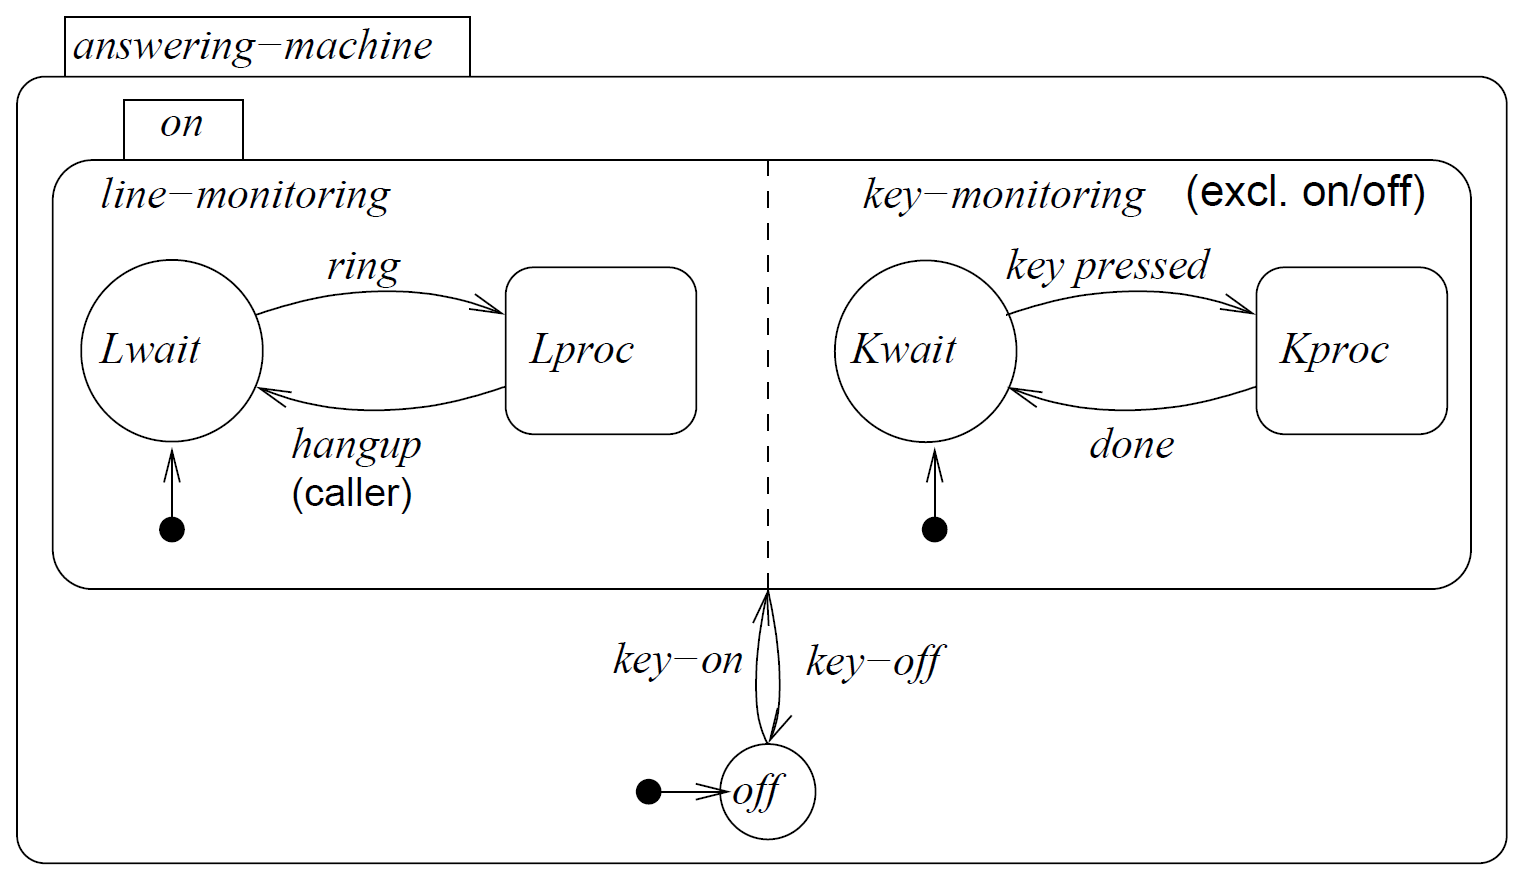 answering−machine
on
line−monitoring
key−monitoring (excl. on/off)
ring
key pressed
Lwait
Lproc
Kwait
Kproc
hangup
(caller)
done
key−on
key−off
off